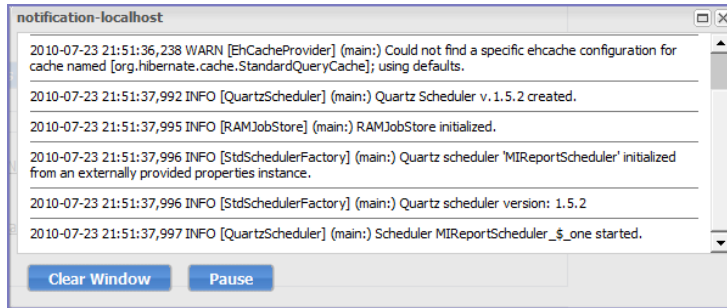 notification-localhost
2010-07-23 21:51:36,238 WARN [EhCacheProvider] (main:) Could not find a specific ehcache configuration for
cache named [org.hibernate.cache.StandardQueryCache]; using defaults.
2010-07-23 21:51:37,992 INFO [QuartzScheduler] (main:) Quartz Scheduler v.1.5.2 created.
2010-07-23 21:51:37,995 INFO [RAMJobStore] (main:) RAMJobStore initialized.
2010-07-23 21:51:37,996 INFO [StdSchedulerFactory] (main:) Quartz scheduler 'MIReportScheduler' initialized
from an externally provided properties instance.
2010-07-23 21:51:37,996 INFO [StdSchedulerFactory] (main:) Quartz scheduler version: 1.5.2
2010-07-23 21:51:37,997 INFO [QuartzScheduler] (main:) Scheduler MIReportScheduler_$_one started.
Clear Window Pause